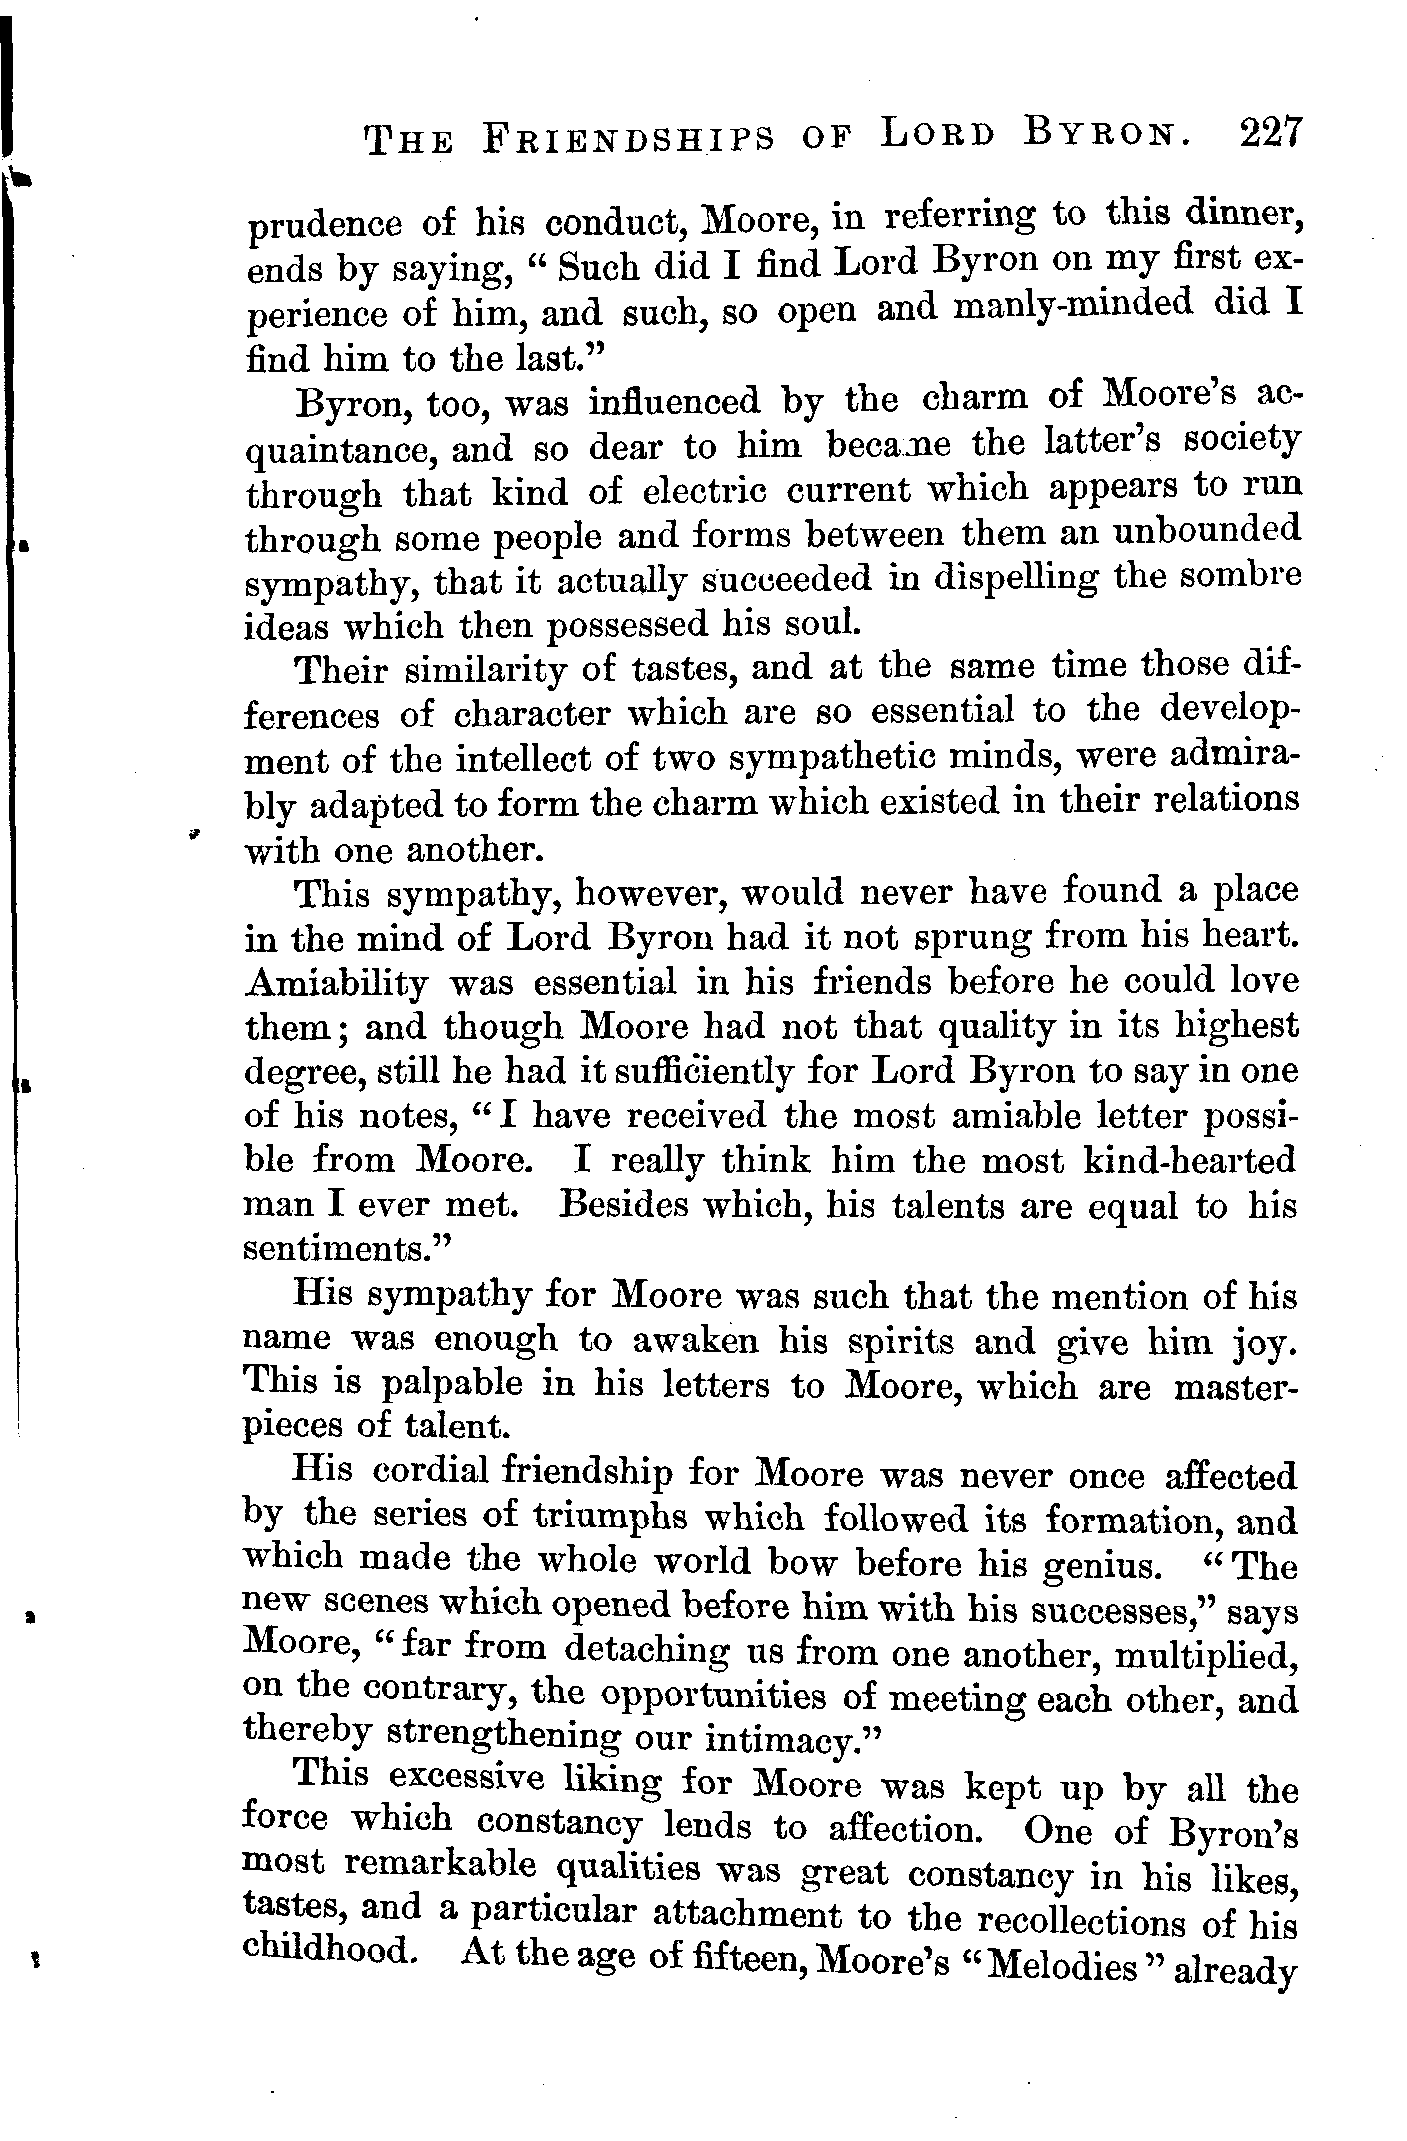 THE FRIENDSHIPS OF LORD BYRON. 227
prudence of his conduct, Moore, in referring to this dinner,
ends by saying, “ Such did I find Lord Byron on my first ex-
perience of him, and such, so open and manly-minded did I
find him to the last.”
Byron, too, was influenced by the charm of Moore’s ac-
quaintance, and so dear to him became the latter’s society
through that kind of electric current which appears to run
through some people and forms between them an unbounded
sympathy, that it actually succeeded in dispelling the sombre
ideas which then possessed his soul.
Their similarity of tastes, and at the same time those dif-
ferences of character which are so essential to the develop-
ment of the intellect of two sympathetic minds, were admira-
bly adapted to form the charm which existed in their relations
with one another.
This sympathy, however, would never have found a place
in the mind of Lord Byron had it not sprung from his heart.
Amiability was essential in his friends before he could love
them; and though Moore had not that quality in its highest
degree, still he had it sufficiently for Lord Byron to say in one
of his notes, “ I have received the most amiable letter possi-
ble from Moore. I really think him the most kind-hearted
man I ever met. Besides which, his talents are equal to his
sentiments.”
His sympathy for Moore was such that the mention of his
name was enough to awaken his spirits and give him joy.
This is palpable in his letters to Moore, which are master-
pieces of talent.
His cordial friendship for Moore was never once affected
by the series of triumphs which followed its formation, and
which made the whole world bow before his genius. “ The
new scenes which opened before him with his successes,” says
Moore, “ far from detaching us from one another, multiplied,
on the contrary, the opportunities of meeting each other, and
thereby strengthening our intimacy.”
This excessive liking for Moore was kept up by all the
force which constancy lends to affection. One of Byron’s
most remarkable qualities was great constancy in his likes,
tastes, and a particular attachment to the recollections of his
childhood. At the age of fifteen, Moore’s “ Melodies ” already